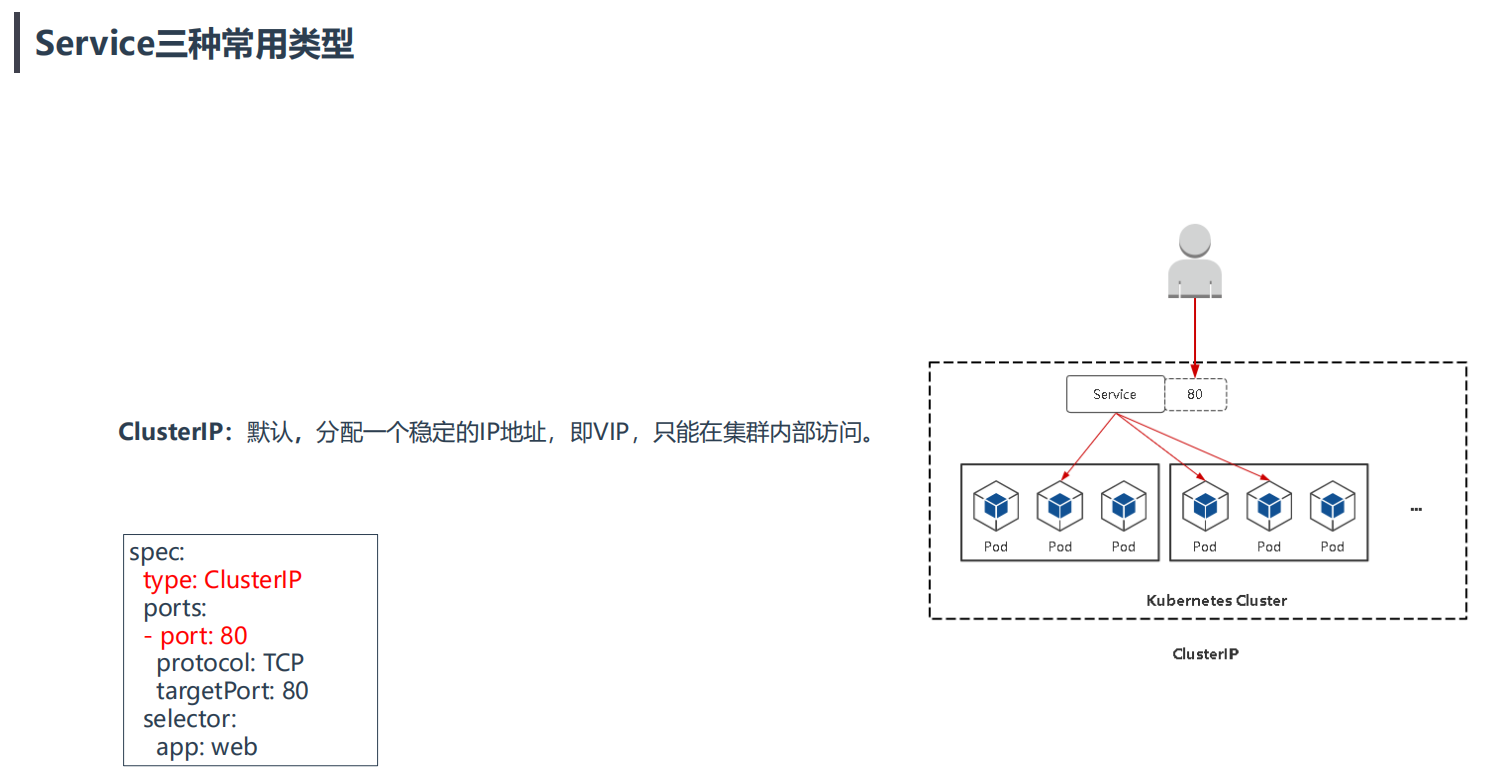 Service三种常用类型
ClusterIP：默认，分配一个稳定的IP地址，即VIP，只能在集群内部访问。
spec:
  type: ClusterIP
  ports:
  - port: 80
    protocol: TCP
    targetPort: 80
  selector:
    app: web
Service 80
Pod Pod Pod Pod Pod Pod ...
Kubernetes Cluster
ClusterIP